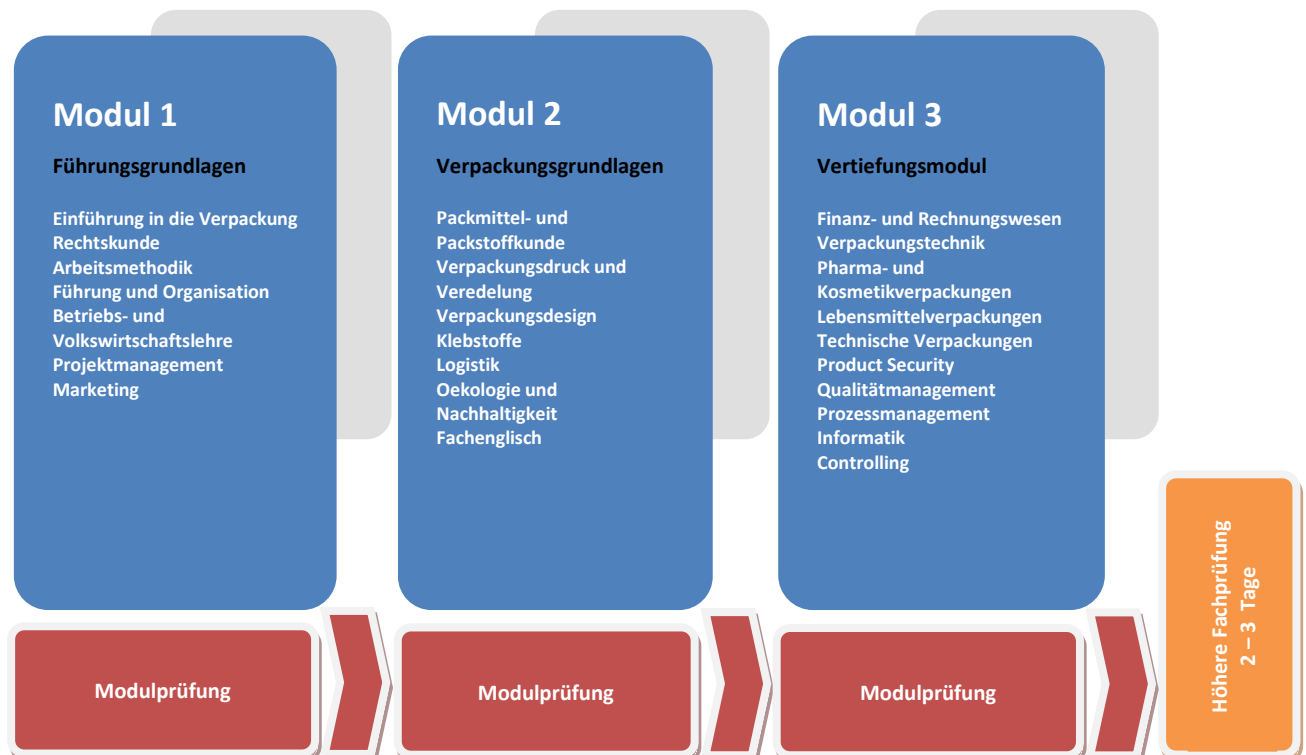 Modul 1
Führungsgrundlagen
Einführung in die Verpackung
Rechtskunde
Arbeitsmethodik
Führung und Organisation
Betriebs- und
Volkswirtschaftslehre
Projektmanagement
Marketing
Modulprüfung
Modul 2
Verpackungsgrundlagen
Packmittel- und
Packstoffkunde
Verpackungsdruck und
Veredelung
Verpackungsdesign
Klebstoffe
Logistik
Oekologie und
Nachhaltigkeit
Fachenglisch
Modulprüfung
Modul 3
Vertiefungsmodul
Finanz- und Rechnungswesen
Verpackungstechnik
Pharma- und
Kosmetikverpackungen
Lebensmittelverpackungen
Technische Verpackungen
Product Security
Qualitätmanagement
Prozessmanagement
Informatik
Controlling
Modulprüfung
Höhere Fachprüfung
2 – 3 Tage